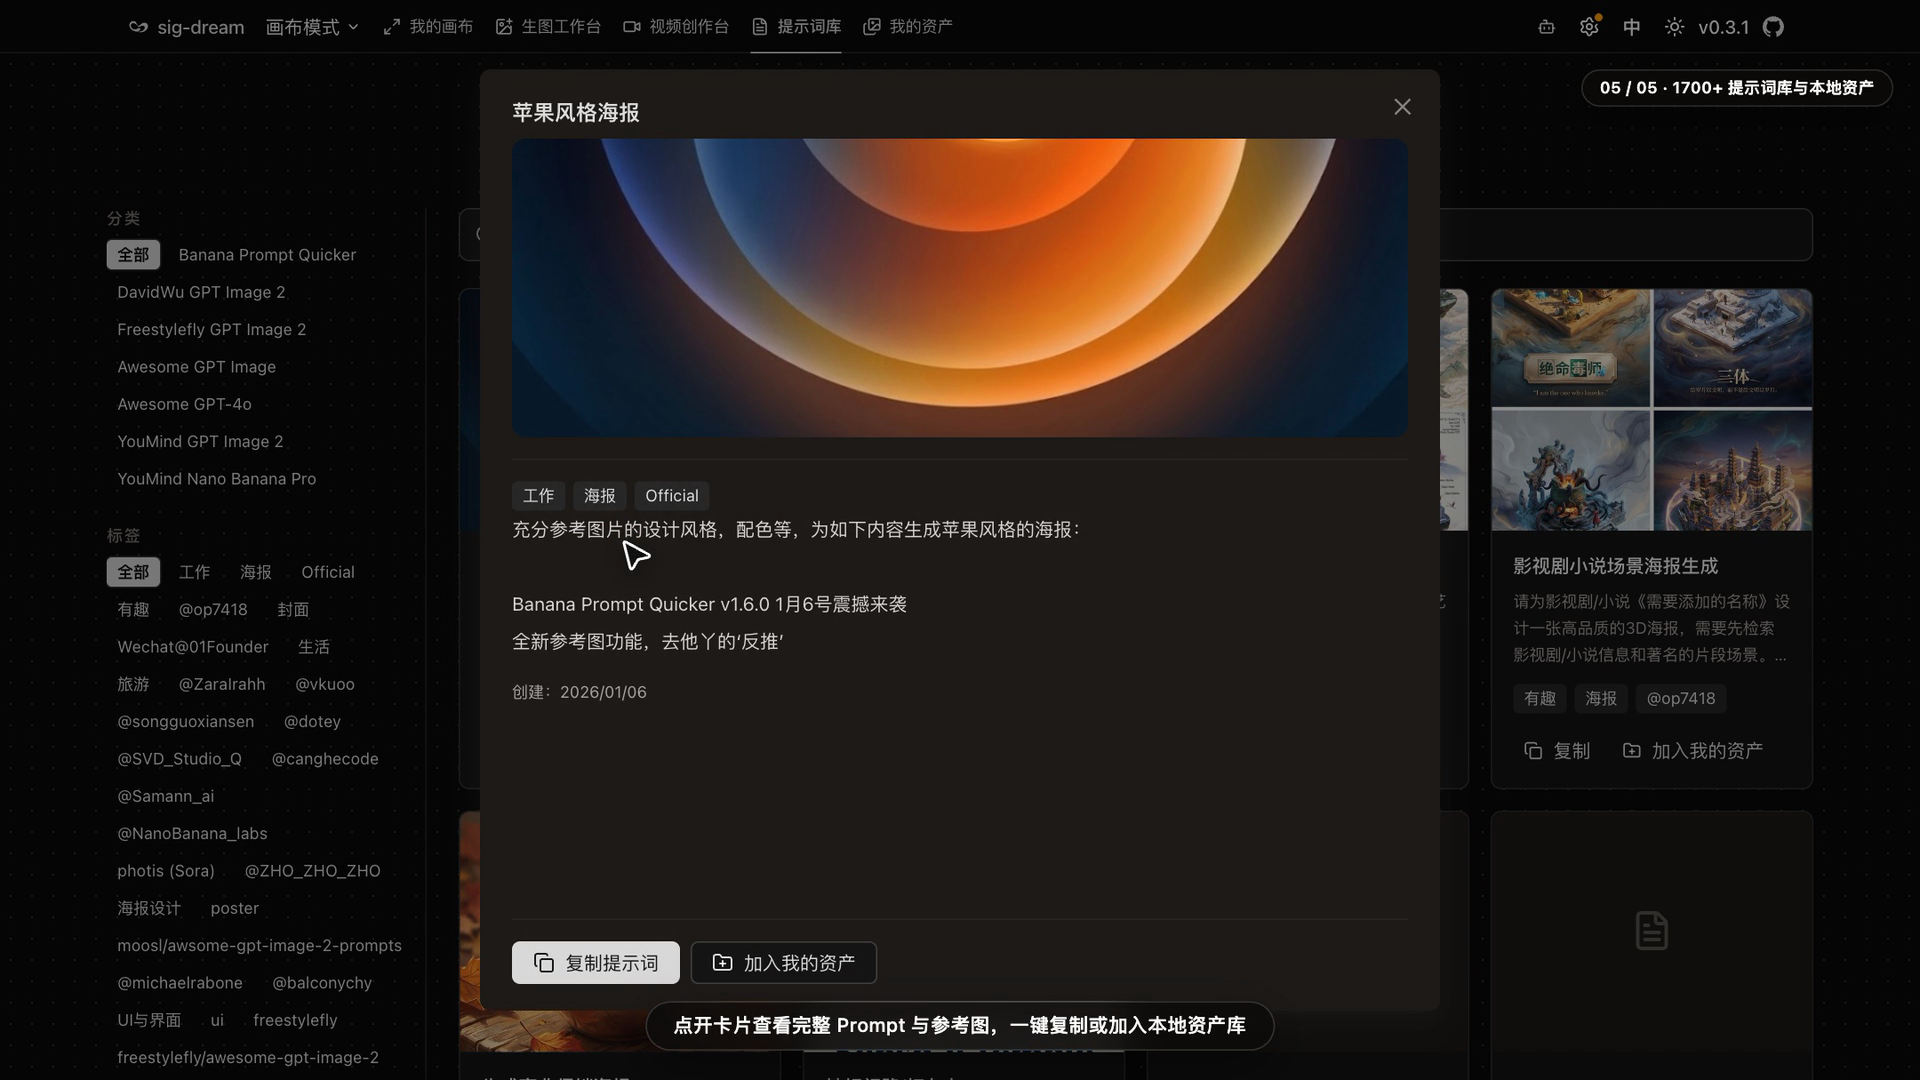 sig-dream 画布模式 我的画布 生图工作台 视频创作台 提示词库 我的资产 中 v0.3.1
05 / 05 · 1700+ 提示词库与本地资产
苹果风格海报
工作 海报 Official
充分参考图片的设计风格，配色等，为如下内容生成苹果风格的海报：
Banana Prompt Quicker v1.6.0 1月6号震撼来袭
全新参考图功能，去他丫的‘反推’
创建：2026/01/06
复制提示词 加入我的资产
点开卡片查看完整 Prompt 与参考图，一键复制或加入本地资产库
分类
全部 Banana Prompt Quicker
DavidWu GPT Image 2
Freestylefly GPT Image 2
Awesome GPT Image
Awesome GPT-4o
YouMind GPT Image 2
YouMind Nano Banana Pro
标签
全部 工作 海报 Official
有趣 @op7418 封面
Wechat@01Founder 生活
旅游 @ZaraIrahh @vkuoo
@songguoxiansen @dotey
@SVD_Studio_Q @canghecode
@Samann_ai
@NanoBanana_labs
photis (Sora) @ZHO_ZHO_ZHO
海报设计 poster
moosl/awsome-gpt-image-2-prompts
@michaelrabone @balconychy
UI与界面 ui freestylefly
freestylefly/awesome-gpt-image-2
绝命毒师
三体
影视剧小说场景海报生成
请为影视剧/小说《需要添加的名称》设
计一张高品质的3D海报，需要先检索
影视剧/小说信息和著名的片段场景。...
有趣 海报 @op7418
复制 加入我的资产